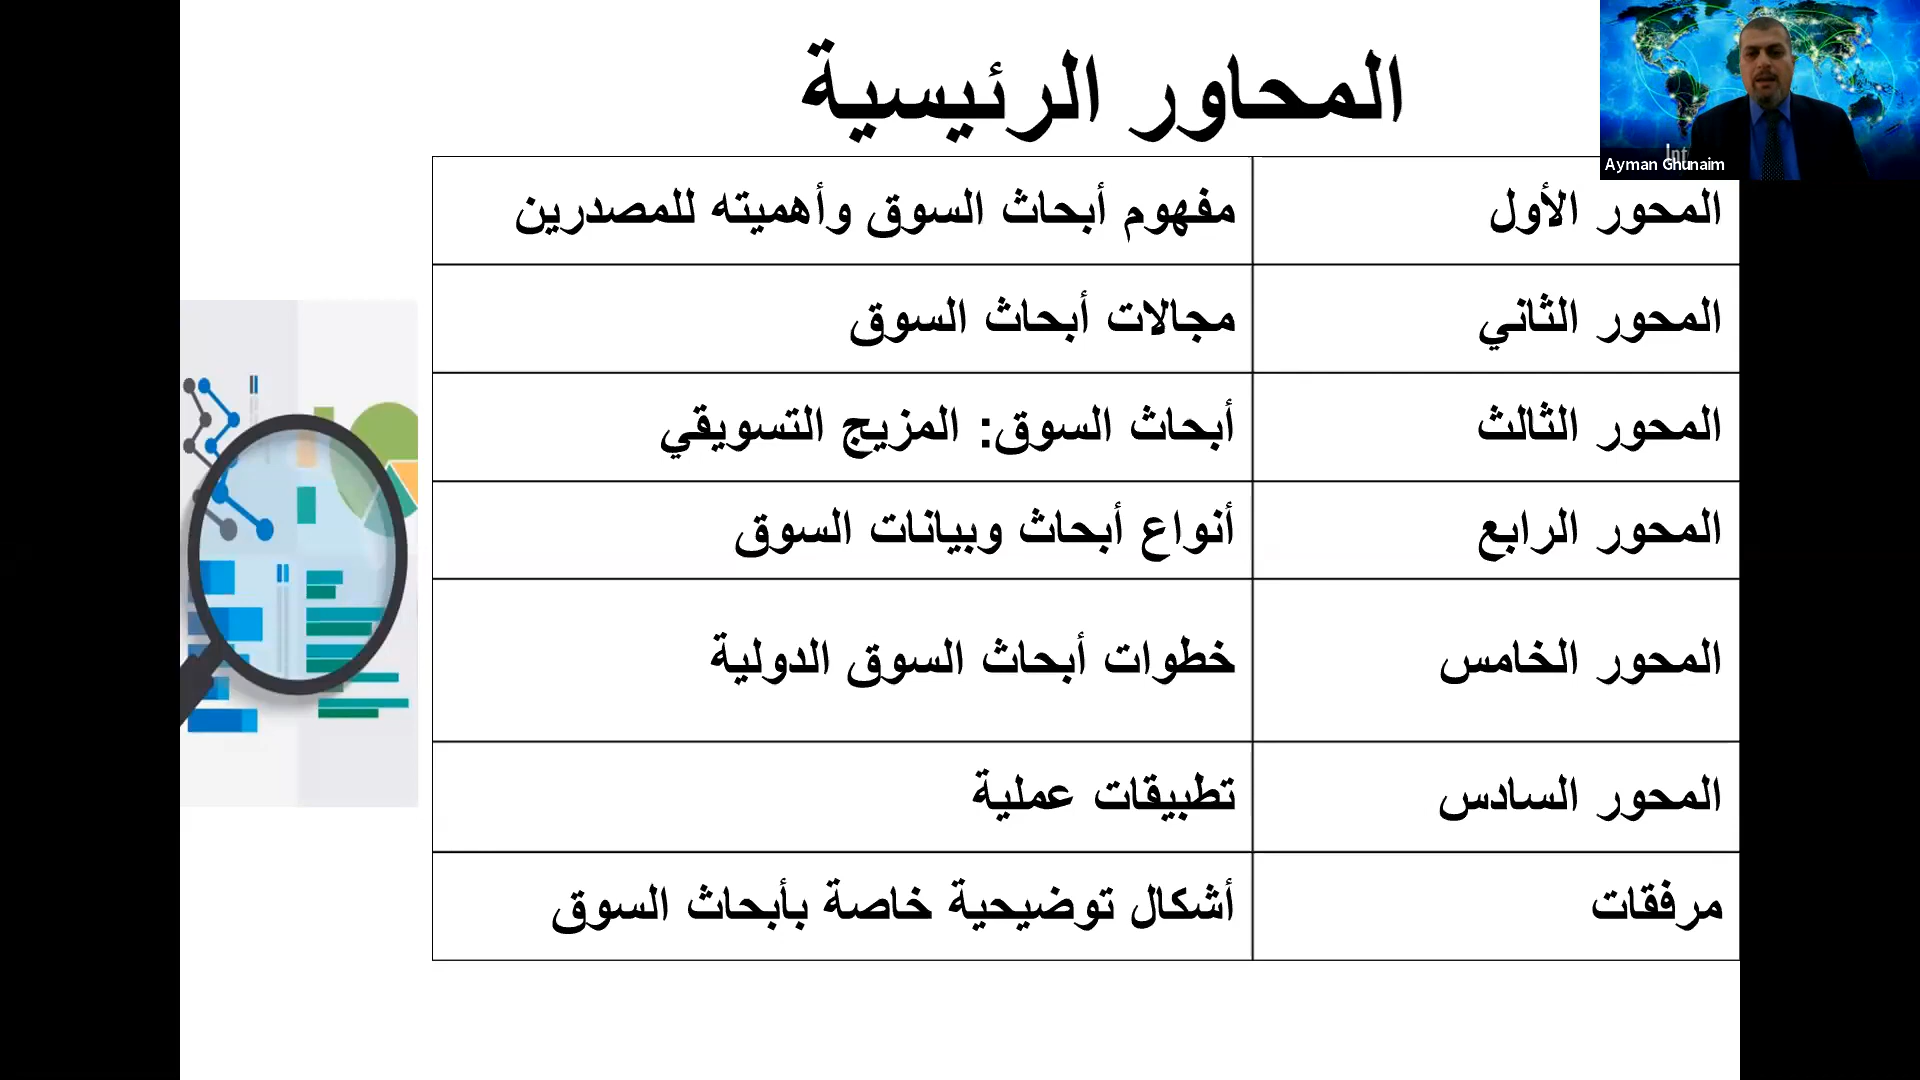 المحاور الرئيسية
Ayman Ghunaim
المحور الأول مفهوم أبحاث السوق وأهميته للمصدرين
المحور الثاني مجالات أبحاث السوق
المحور الثالث أبحاث السوق: المزيج التسويقي
المحور الرابع أنواع أبحاث وبيانات السوق
المحور الخامس خطوات أبحاث السوق الدولية
المحور السادس تطبيقات عملية
مرفقات أشكال توضيحية خاصة بأبحاث السوق